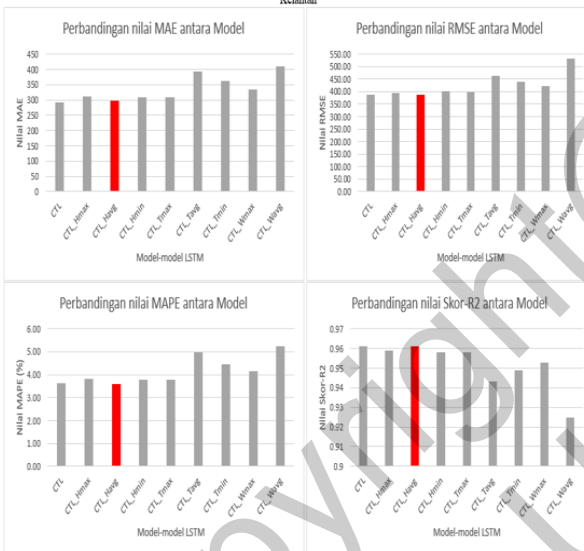 Kelantan
Perbandingan nilai MAE antara Model
450
400
350
300
250
200
150
100
50
0
Nilai MAE
CTL
CTL_Hmax
CTL_Havg
CTL_Hmin
CTL_Tmax
CTL_Tavg
CTL_Tmin
CTL_Wmax
CTL_Wavg
Model-model LSTM
Perbandingan nilai RMSE antara Model
550.00
500.00
450.00
400.00
350.00
300.00
250.00
200.00
150.00
100.00
50.00
0.00
Nilai RMSE
CTL
CTL_Hmax
CTL_Havg
CTL_Hmin
CTL_Tmax
CTL_Tavg
CTL_Tmin
CTL_Wmax
CTL_Wavg
Model-model LSTM
Perbandingan nilai MAPE antara Model
6.00
5.00
4.00
3.00
2.00
1.00
0.00
Nilai MAPE (%)
CTL
CTL_Hmax
CTL_Havg
CTL_Hmin
CTL_Tmax
CTL_Tavg
CTL_Tmin
CTL_Wmax
CTL_Wavg
Model-model LSTM
Perbandingan nilai Skor-R2 antara Model
0.97
0.96
0.95
0.94
0.93
0.92
0.91
0.9
Nilai Skor-R2
CTL
CTL_Hmax
CTL_Havg
CTL_Hmin
CTL_Tmax
CTL_Tavg
CTL_Tmin
CTL_Wmax
CTL_Wavg
Model-model LSTM